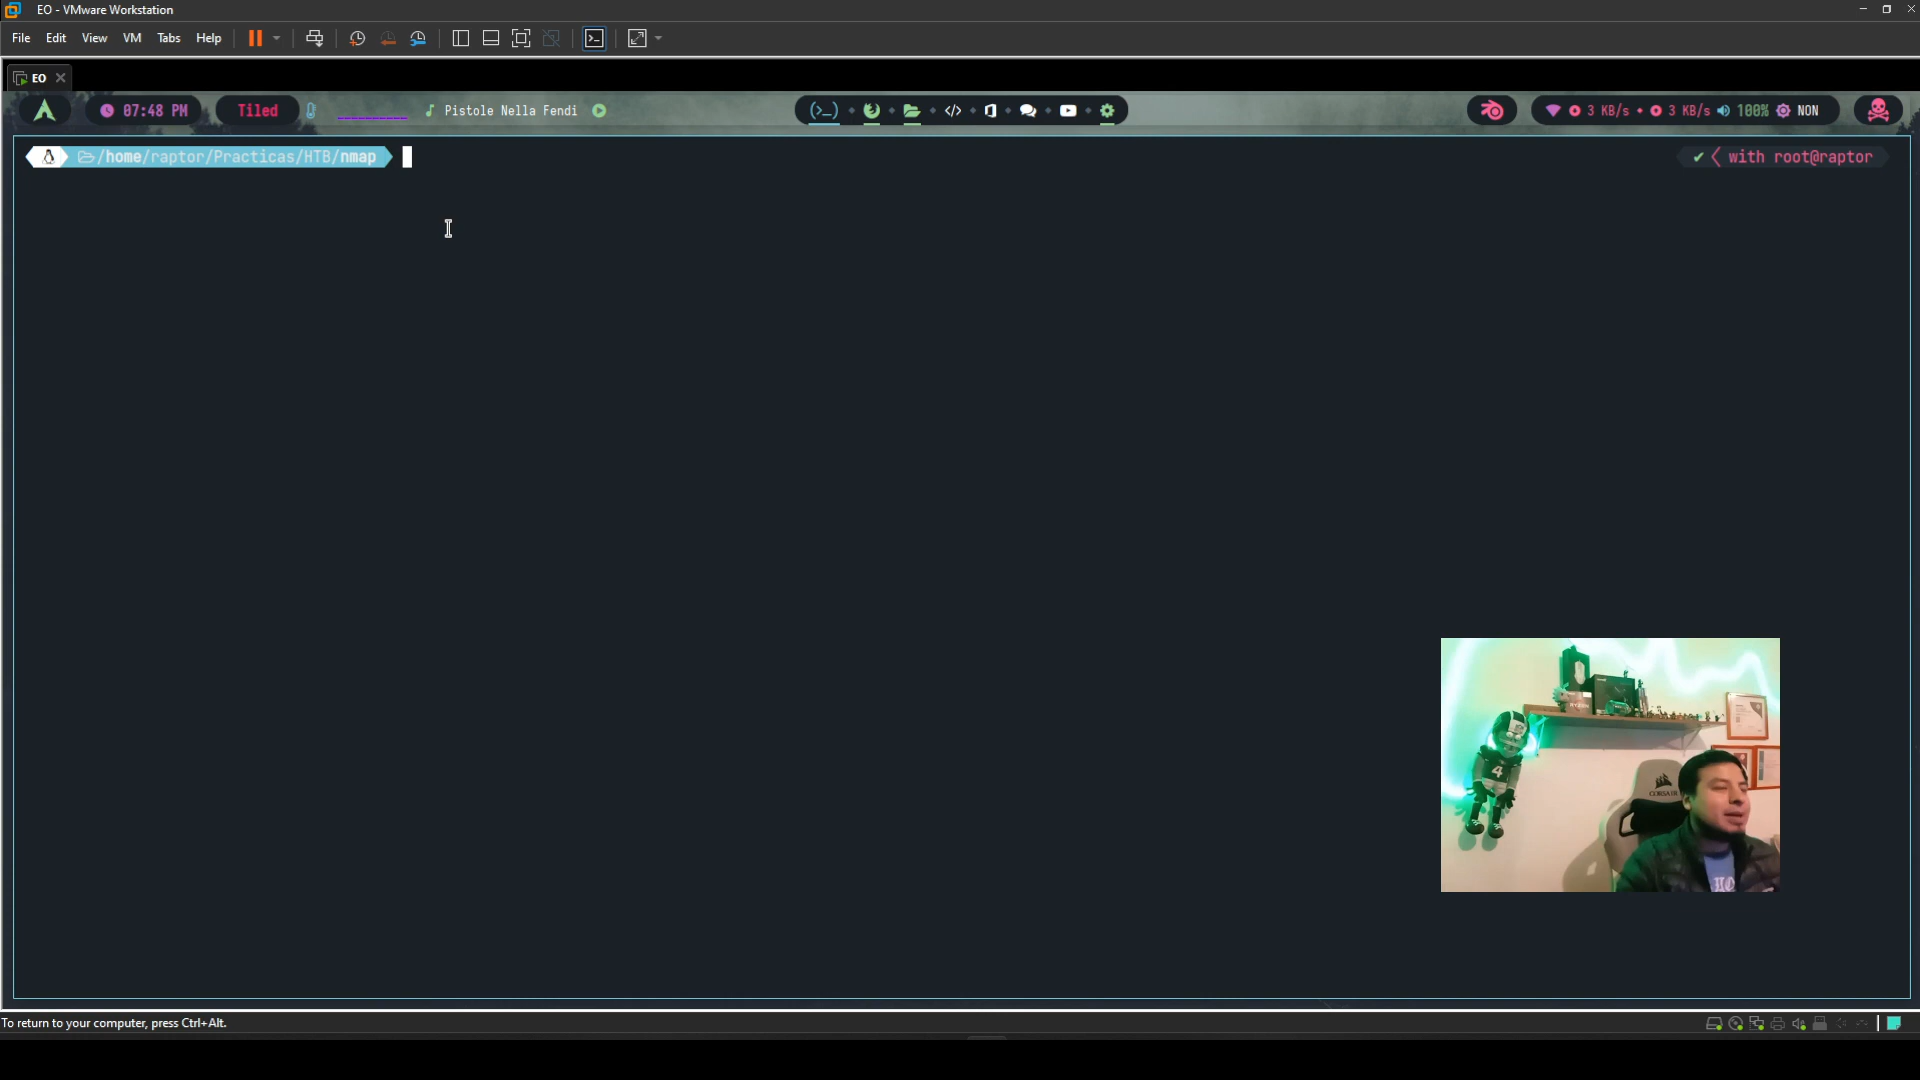 EO - VMware Workstation
File Edit View VM Tabs Help
EO
07:48 PM Tiled Pistole Nella Fendi 3 KB/s 3 KB/s 100% NON
/home/raptor/Practicas/HTB/nmap with root@raptor
4
CORSAIR
To return to your computer, press Ctrl+Alt.